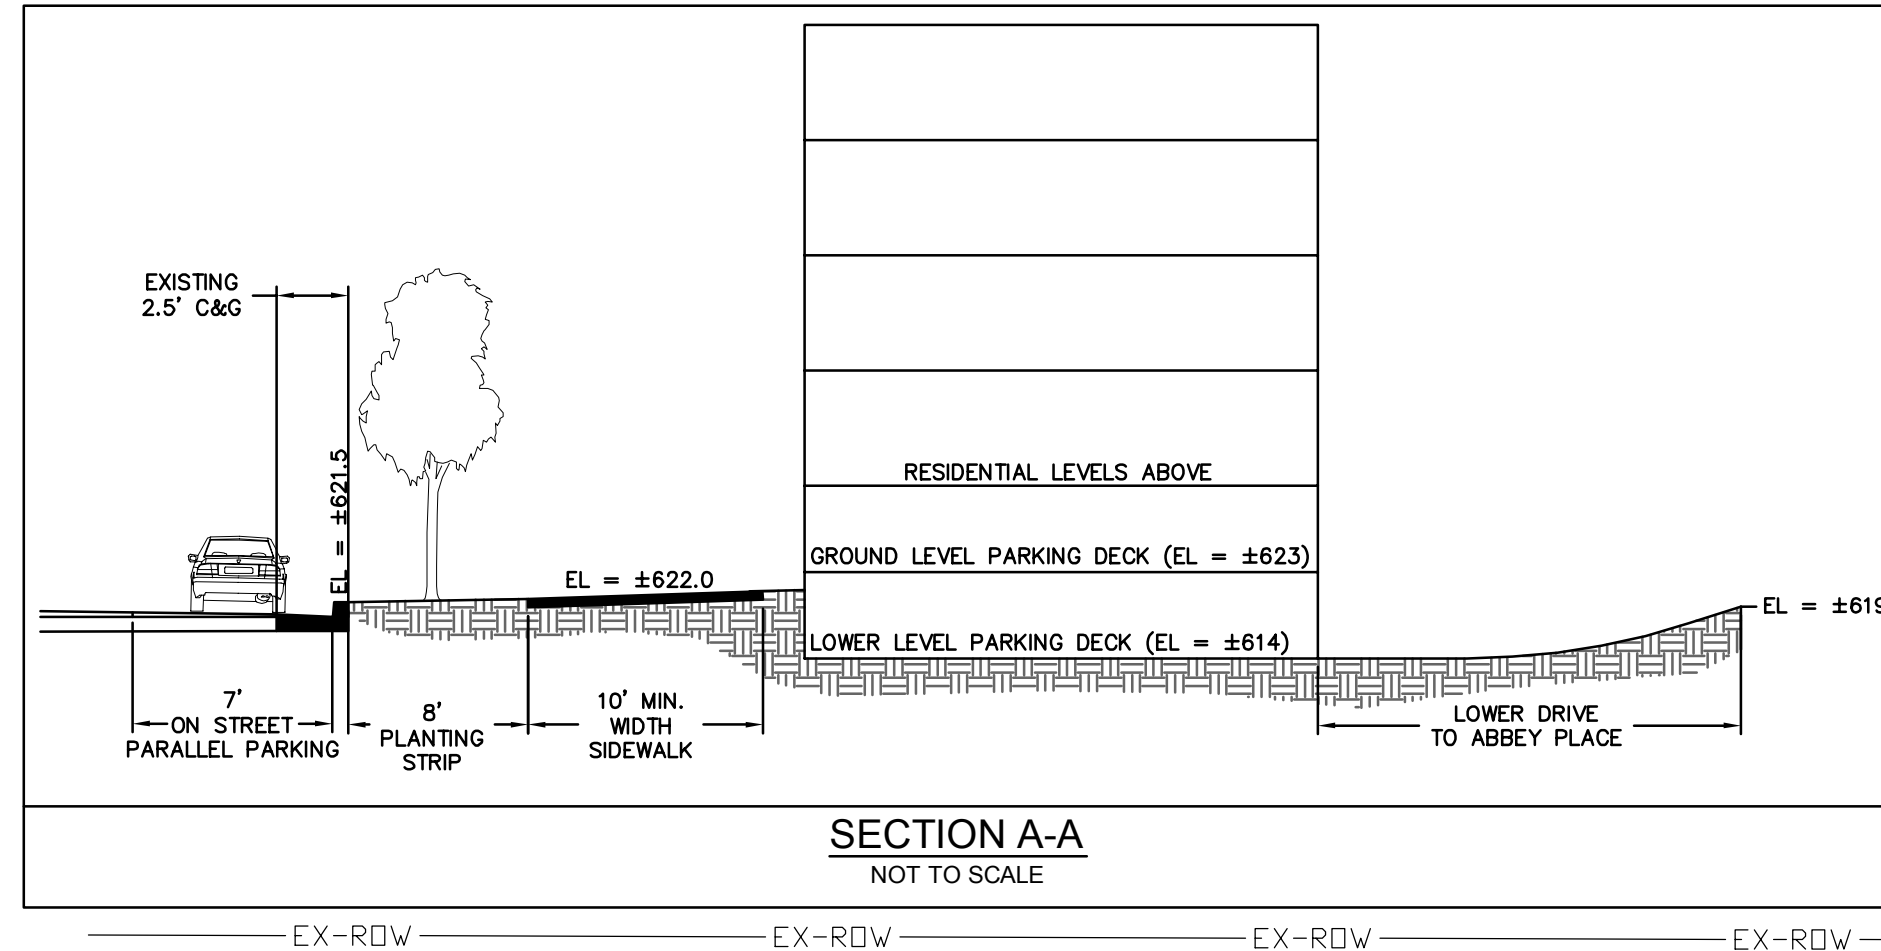 EXISTING
2.5' C&G
EL = ±621.5
RESIDENTIAL LEVELS ABOVE
GROUND LEVEL PARKING DECK (EL = ±623)
EL = ±622.0
LOWER LEVEL PARKING DECK (EL = ±614)
EL = ±619
7'
ON STREET
PARALLEL PARKING
8'
PLANTING
STRIP
10' MIN.
WIDTH
SIDEWALK
LOWER DRIVE
TO ABBEY PLACE
SECTION A-A
NOT TO SCALE
EX-ROW EX-ROW EX-ROW EX-ROW